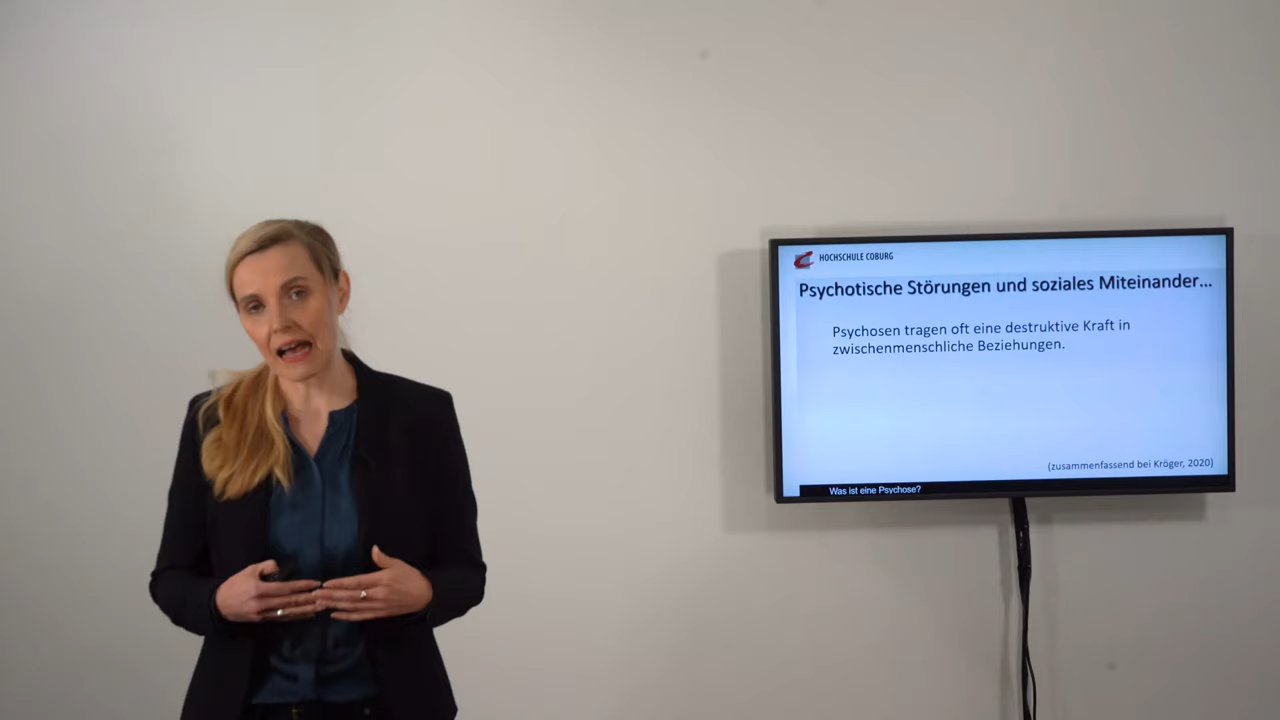 HOCHSCHULE COBURG
Psychotische Störungen und soziales Miteinander...
Psychosen tragen oft eine destruktive Kraft in
zwischenmenschliche Beziehungen.
(zusammenfassend bei Kröger, 2020)
Was ist eine Psychose?